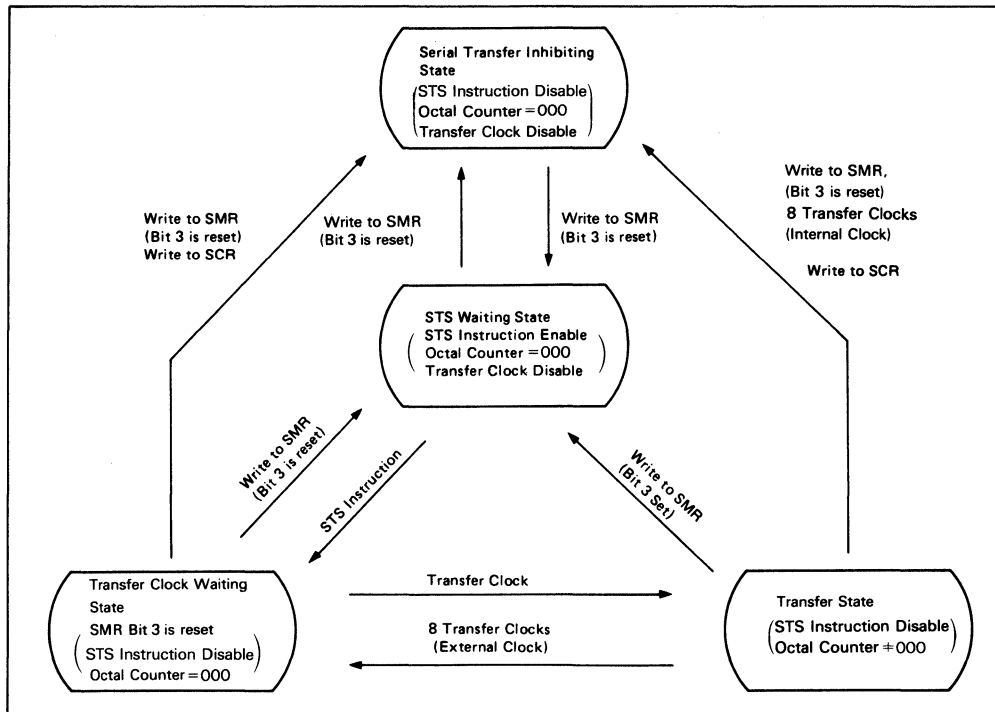 Serial Transfer Inhibiting
State
(STS Instruction Disable
Octal Counter = 000
Transfer Clock Disable)
Write to SMR
(Bit 3 is reset)
Write to SCR
Write to SMR
(Bit 3 is reset)
Write to SMR
(Bit 3 is reset)
Write to SMR,
(Bit 3 is reset)
8 Transfer Clocks
(Internal Clock)
Write to SCR
STS Waiting State
(STS Instruction Enable
Octal Counter = 000
Transfer Clock Disable)
Write to SMR
(Bit 3 is reset)
STS Instruction
Write to SMR
(Bit 3 Set)
Transfer Clock Waiting
State
SMR Bit 3 is reset
(STS Instruction Disable)
Octal Counter = 000
Transfer Clock
8 Transfer Clocks
(External Clock)
Transfer State
(STS Instruction Disable
Octal Counter ≠ 000)